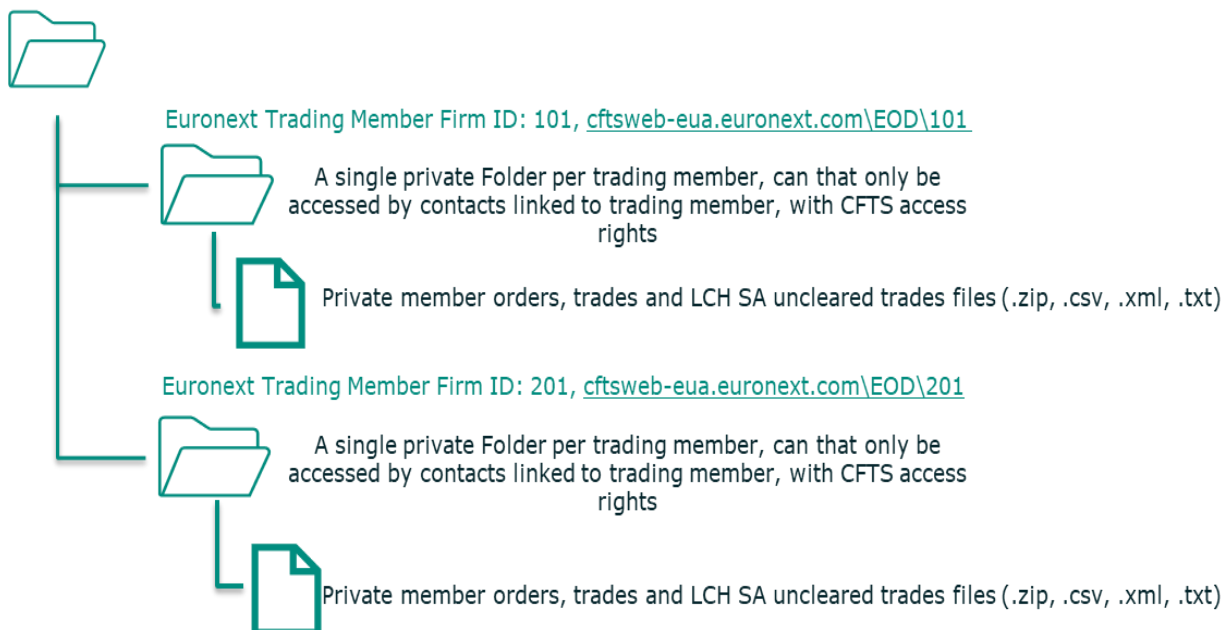 Euronext Trading Member Firm ID: 101, cftsweb-eua.euronext.com\EOD\101
A single private Folder per trading member, can that only be
accessed by contacts linked to trading member, with CFTS access
rights
Private member orders, trades and LCH SA uncleared trades files (.zip, .csv, .xml, .txt)
Euronext Trading Member Firm ID: 201, cftsweb-eua.euronext.com\EOD\201
A single private Folder per trading member, can that only be
accessed by contacts linked to trading member, with CFTS access
rights
Private member orders, trades and LCH SA uncleared trades files (.zip, .csv, .xml, .txt)